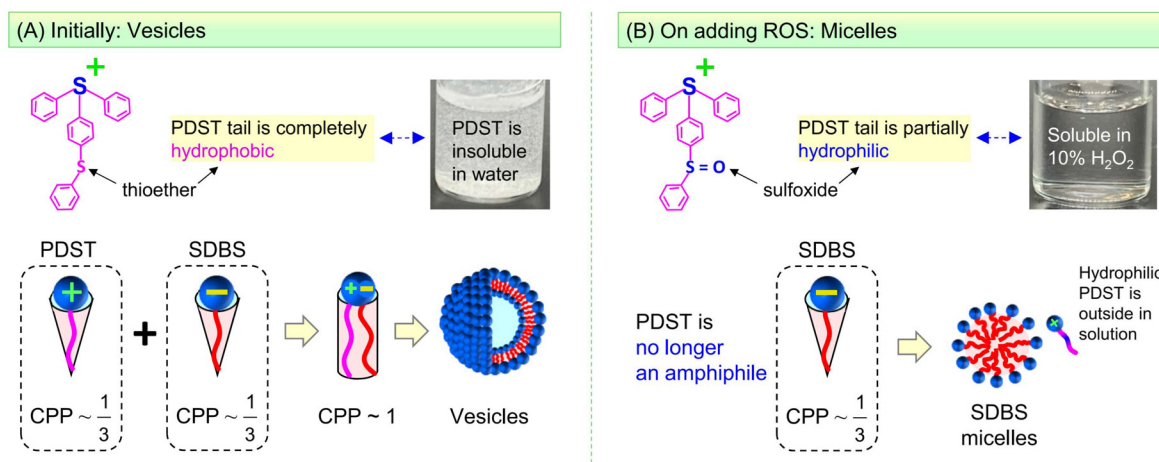 (A) Initially: Vesicles
S
+
S
thioether
PDST tail is completely
hydrophobic
PDST is
insoluble
in water
PDST
SDBS
+
+
−
+−
CPP ~ 1/3
CPP ~ 1/3
CPP ~ 1
Vesicles
(B) On adding ROS: Micelles
S
+
S = O
sulfoxide
PDST tail is partially
hydrophilic
Soluble in
10% H₂O₂
PDST is
no longer
an amphiphile
SDBS
−
CPP ~ 1/3
SDBS
micelles
+
Hydrophilic
PDST is
outside in
solution